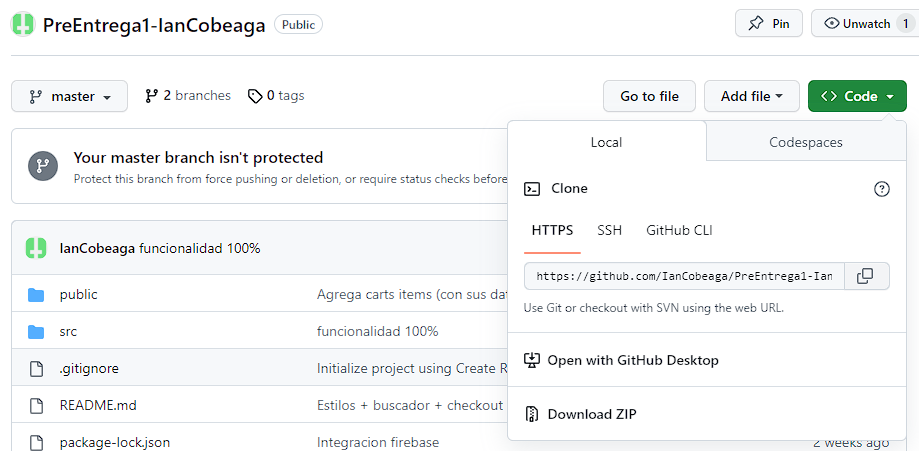 PreEntrega1-IanCobeaga Public Pin Unwatch 1
master 2 branches 0 tags Go to file Add file Code
Your master branch isn't protected
Protect this branch from force pushing or deletion, or require status checks before
Local Codespaces
Clone
HTTPS SSH GitHub CLI
https://github.com/IanCobeaga/PreEntrega1-Ian
Use Git or checkout with SVN using the web URL.
Open with GitHub Desktop
Download ZIP
IanCobeaga funcionalidad 100%
public Agrega carts items (con sus dat
src funcionalidad 100%
.gitignore Initialize project using Create R
README.md Estilos + buscador + checkout
package-lock.json Integracion firebase 2 weeks ago